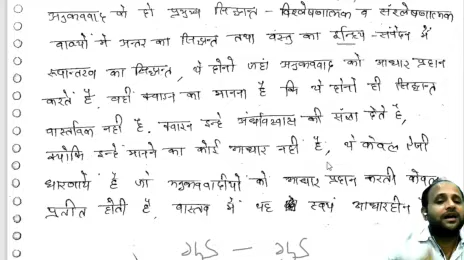 अनुभववाद के दो प्रमुख सिद्धान्त - विश्लेषणात्मक व संश्लेषणात्मक
वाक्यों में अन्तर का सिद्धान्त तथा वस्तु का इन्द्रिय - संवेदन में
रूपान्तरण का सिद्धान्त, ये दोनों जहां अनुभववाद को आधार प्रदान
करते हैं. वहीं क्वाइन का मानना है कि ये दोनों ही सिद्धान्त
वास्तविक नहीं हैं. क्वाइन इन्हें अंधविश्वास की संज्ञा देते हैं,
क्योंकि इन्हें मानने का कोई आधार नहीं है, ये केवल ऐसी
धारणायें हैं जो अनुभववादीयों को आधार प्रदान करती केवल
प्रतीत होती हैं. वास्तव में यह स्वयं आधारहीन